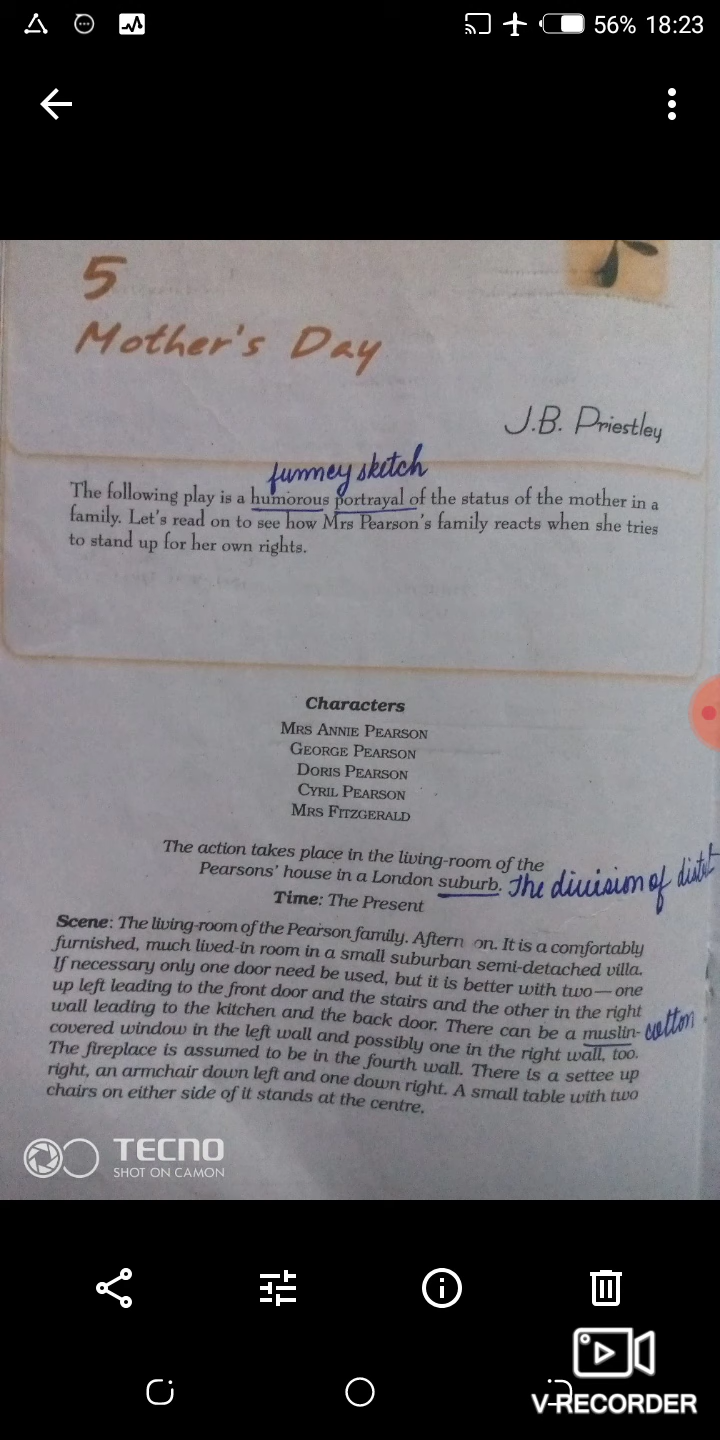 56% 18:23
5
Mother's Day
J.B. Priestley
funney sketch
The following play is a humorous portrayal of the status of the mother in a
family. Let's read on to see how Mrs Pearson's family reacts when she tries
to stand up for her own rights.
Characters
MRS ANNIE PEARSON
GEORGE PEARSON
DORIS PEARSON
CYRIL PEARSON
MRS FITZGERALD
The action takes place in the living-room of the
Pearsons' house in a London suburb. The division of
Time: The Present
Scene: The living-room of the Pearson family. Aftern on. It is a comfortably
furnished, much lived-in room in a small suburban semi-detached villa.
If necessary only one door need be used, but it is better with two—one
up left leading to the front door and the stairs and the other in the right
wall leading to the kitchen and the back door. There can be a muslin- cotton
covered window in the left wall and possibly one in the right wall, too.
The fireplace is assumed to be in the fourth wall. There is a settee up
right, an armchair down left and one down right. A small table with two
chairs on either side of it stands at the centre.
TECNO
SHOT ON CAMON
V-RECORDER